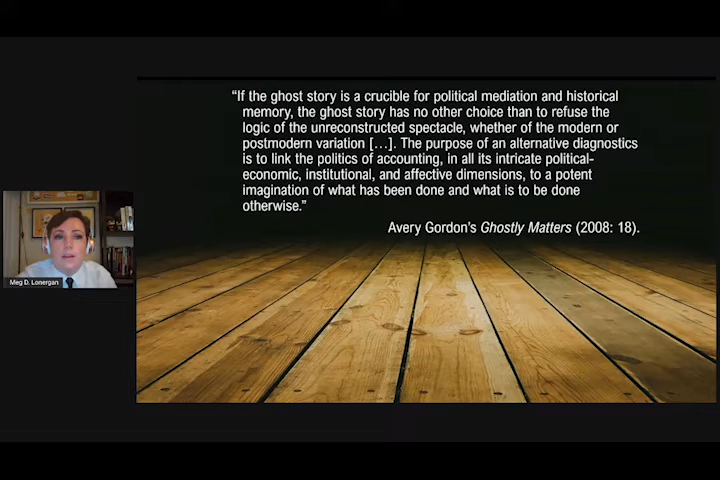 “If the ghost story is a crucible for political mediation and historical
memory, the ghost story has no other choice than to refuse the
logic of the unreconstructed spectacle, whether of the modern or
postmodern variation […]. The purpose of an alternative diagnostics
is to link the politics of accounting, in all its intricate political-
economic, institutional, and affective dimensions, to a potent
imagination of what has been done and what is to be done
otherwise.”
Avery Gordon's Ghostly Matters (2008: 18).
Meg D. Lonergan